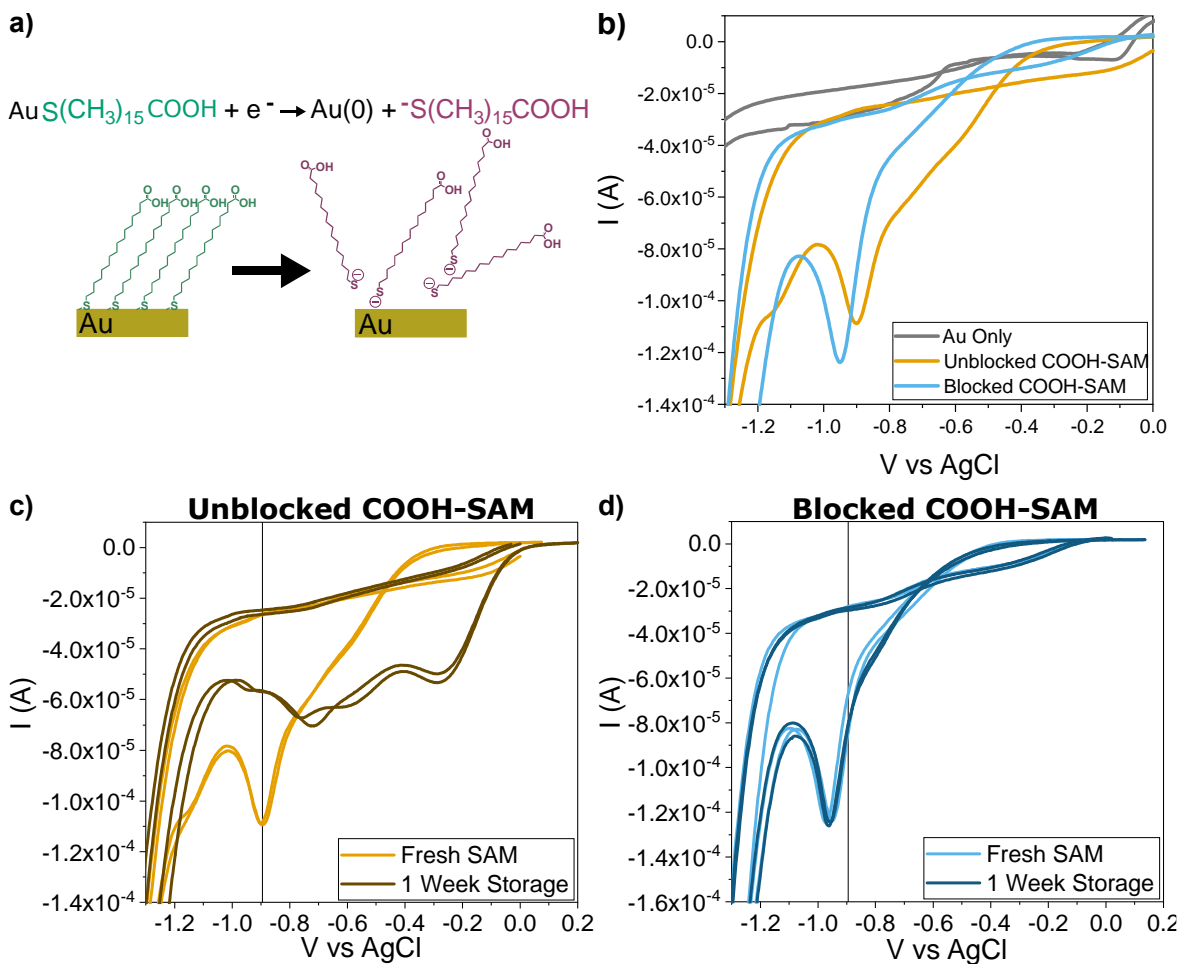 a)
AuS(CH₃)₁₅COOH + e⁻ → Au(0) + ⁻S(CH₃)₁₅COOH
O O O O
OH OH OH OH
S S S S
Au
O
OH
S
O
OH
S
O
OH
S
O
OH
S
Au
b)
I (A)
0.0
-2.0x10⁻⁵
-4.0x10⁻⁵
-6.0x10⁻⁵
-8.0x10⁻⁵
-1.0x10⁻⁴
-1.2x10⁻⁴
-1.4x10⁻⁴
Au Only
Unblocked COOH-SAM
Blocked COOH-SAM
-1.2 -1.0 -0.8 -0.6 -0.4 -0.2 0.0
V vs AgCl
c)
Unblocked COOH-SAM
I (A)
0.0
-2.0x10⁻⁵
-4.0x10⁻⁵
-6.0x10⁻⁵
-8.0x10⁻⁵
-1.0x10⁻⁴
-1.2x10⁻⁴
-1.4x10⁻⁴
Fresh SAM
1 Week Storage
-1.2 -1.0 -0.8 -0.6 -0.4 -0.2 0.0 0.2
V vs AgCl
d)
Blocked COOH-SAM
I (A)
0.0
-2.0x10⁻⁵
-4.0x10⁻⁵
-6.0x10⁻⁵
-8.0x10⁻⁵
-1.0x10⁻⁴
-1.2x10⁻⁴
-1.4x10⁻⁴
-1.6x10⁻⁴
Fresh SAM
1 Week Storage
-1.2 -1.0 -0.8 -0.6 -0.4 -0.2 0.0 0.2
V vs AgCl